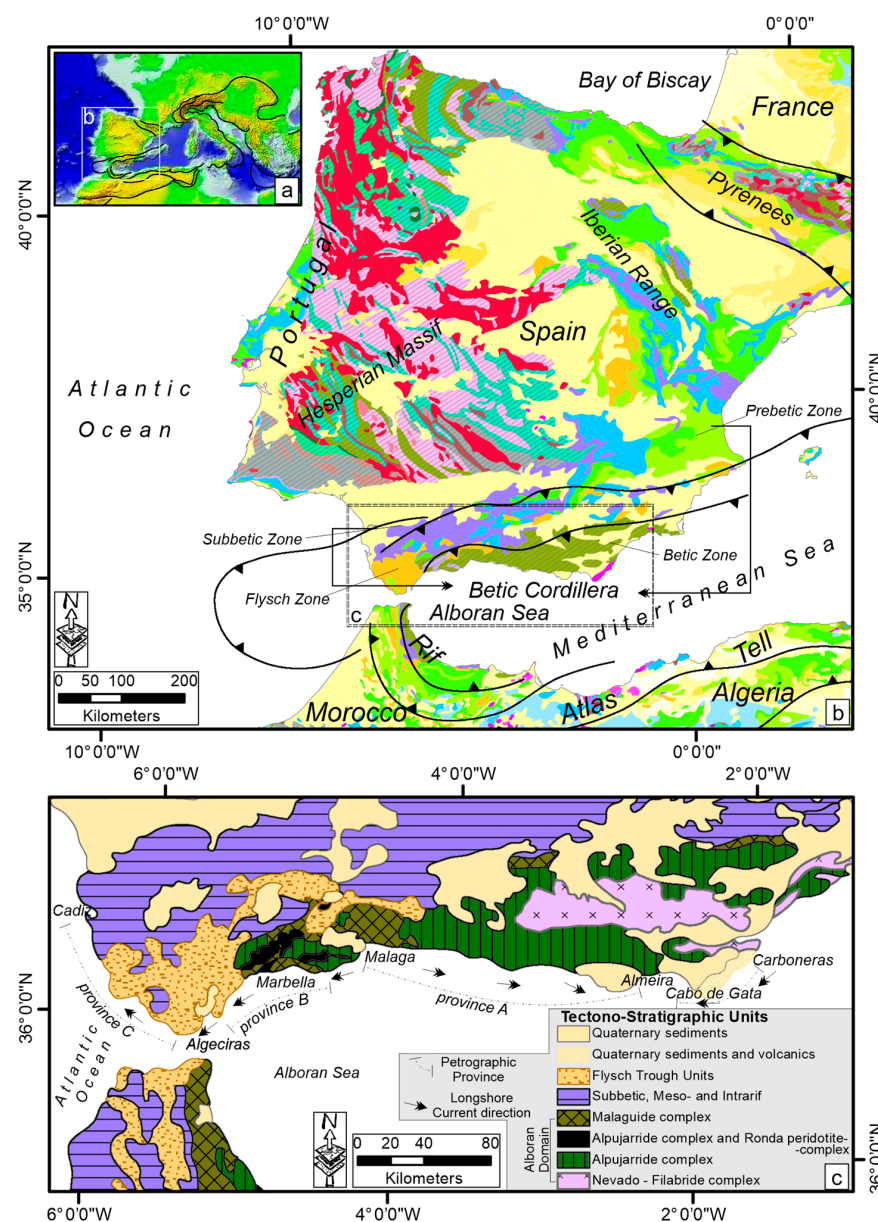 10°0'0"W
0°0'0"
b
a
Bay of Biscay
France
Pyrenees
40°0'0"N
Iberian Range
Portugal
Spain
Hesperian Massif
Atlantic
Ocean
40°0'0"N
Prebetic Zone
Subbetic Zone
Betic Zone
Flysch Zone
Betic Cordillera
35°0'0"N
c
Alboran Sea
Mediterranean Sea
N
Rif
Tell
0 50 100 200
Kilometers
Morocco
Atlas
Algeria
b
10°0'0"W
0°0'0"
6°0'0"W
4°0'0"W
2°0'0"W
Cadiz
Malaga
Carboneras
Marbella
Almeira
Cabo de Gata
province C
province B
province A
36°0'0"N
Algeciras
Atlantic
Ocean
Alboran Sea
Petrographic
Province
Longshore
Current direction
N
0 20 40 80
Kilometers
Tectono-Stratigraphic Units
Quaternary sediments
Quaternary sediments and volcanics
Flysch Trough Units
Subbetic, Meso- and Intrarif
Alboran
Domain
Malaguide complex
Alpujarride complex and Ronda peridotite-
-complex
Alpujarride complex
Nevado - Filabride complex
c
36°0'0"N
6°0'0"W
4°0'0"W
2°0'0"W